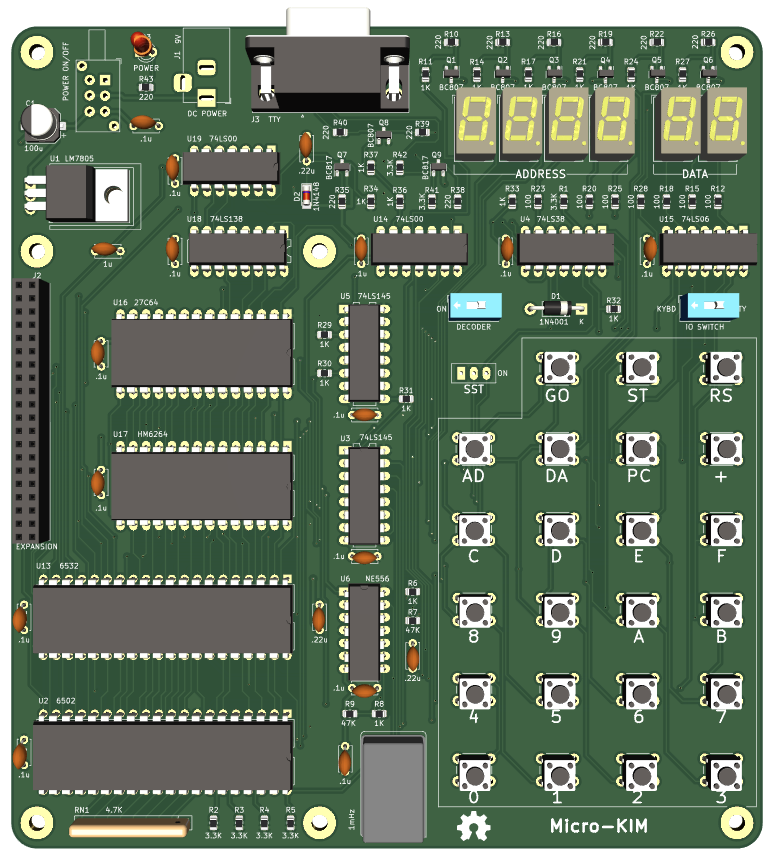 R10 R13 R16 R19 R22 R26
220 220 220 220 220 220
R11 Q1 R14 Q2 R17 Q3 R21 Q4 R24 Q5 R27 Q6
1K BC807 1K BC807 1K BC807 1K BC807 1K BC807 1K BC807
POWER ON/OFF
POWER
R43
220
J1 9V
DC POWER
J3 TTY
C1
100u
+
.1u
U19 74LS00
.1u
.22u
R40 Q8 R39
220 BC807 220
Q7 R37 R42 Q9
BC817 1K 3.3K BC817
ADDRESS
DATA
U1 LM7805
D2 1N4148
R35 R34 R36 R41 R38
220 1K 1K 3.3K 220
R33 R23 R1 R20 R25 R28 R18 R15 R12
1K 100 3.3K 100 100 100 100 100 100
U18 74LS138
U14 74LS00
U4 74LS38
U15 74LS06
1u
.1u
.1u
.1u
.1u
J2
EXPANSION
U16 27C64
.1u
U5 74LS145
R29
1K
R30
1K
R31
1K
.1u
ON
DECODER
D1
1N4001 K
R32
1K
KYBD TY
IO SWITCH
SST
ON
GO ST RS
U17 HM6264
.1u
U3 74LS145
.1u
AD DA PC +
C D E F
U13 6532
.1u
.22u
U6 NE556
R6
1K
R7
47K
.22u
.1u
8 9 A B
U2 6502
.1u
R9 R8
47K 1K
.1u
4 5 6 7
1mHz
RN1 4.7K
R2 R3 R4 R5
3.3K 3.3K 3.3K 3.3K
0 1 2 3
Micro-KIM